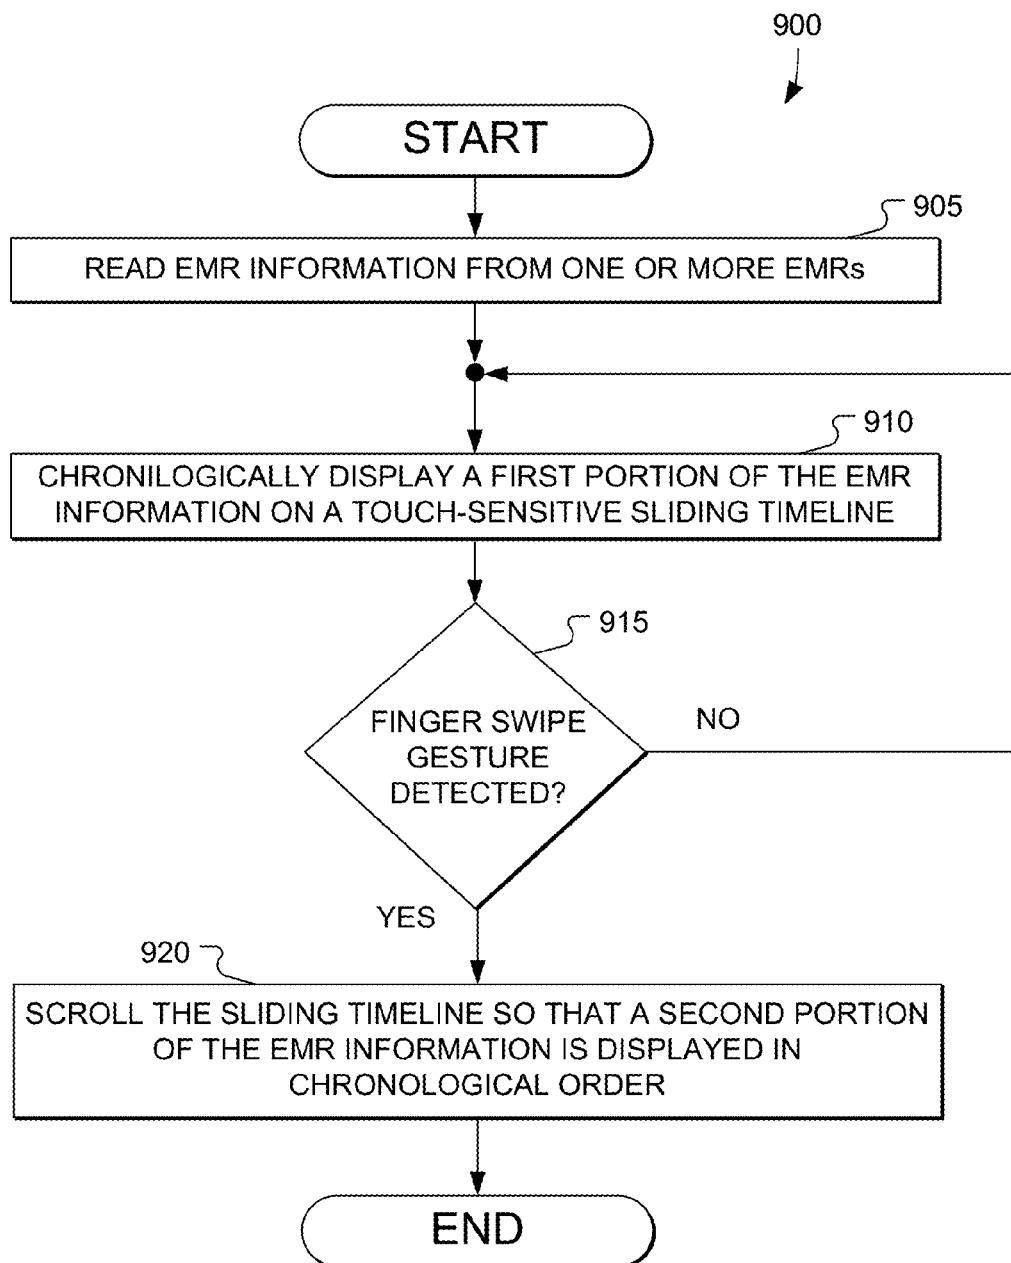 900
START
905
READ EMR INFORMATION FROM ONE OR MORE EMRs
910
CHRONILOGICALLY DISPLAY A FIRST PORTION OF THE EMR
INFORMATION ON A TOUCH-SENSITIVE SLIDING TIMELINE
915
FINGER SWIPE
GESTURE
DETECTED?
NO
YES
920
SCROLL THE SLIDING TIMELINE SO THAT A SECOND PORTION
OF THE EMR INFORMATION IS DISPLAYED IN
CHRONOLOGICAL ORDER
END